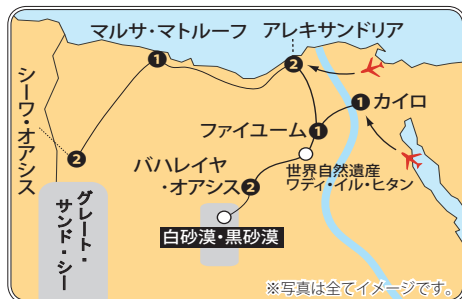 マルサ・マトルーフ
アレキサンドリア
シーワ・オアシス
1
2
1
カイロ
ファイユーム
1
2
バハレイヤ
・オアシス
2
世界自然遺産
ワディ・イル・ヒタン
グレート・
サンド・シー
白砂漠・黒砂漠
※写真は全てイメージです。